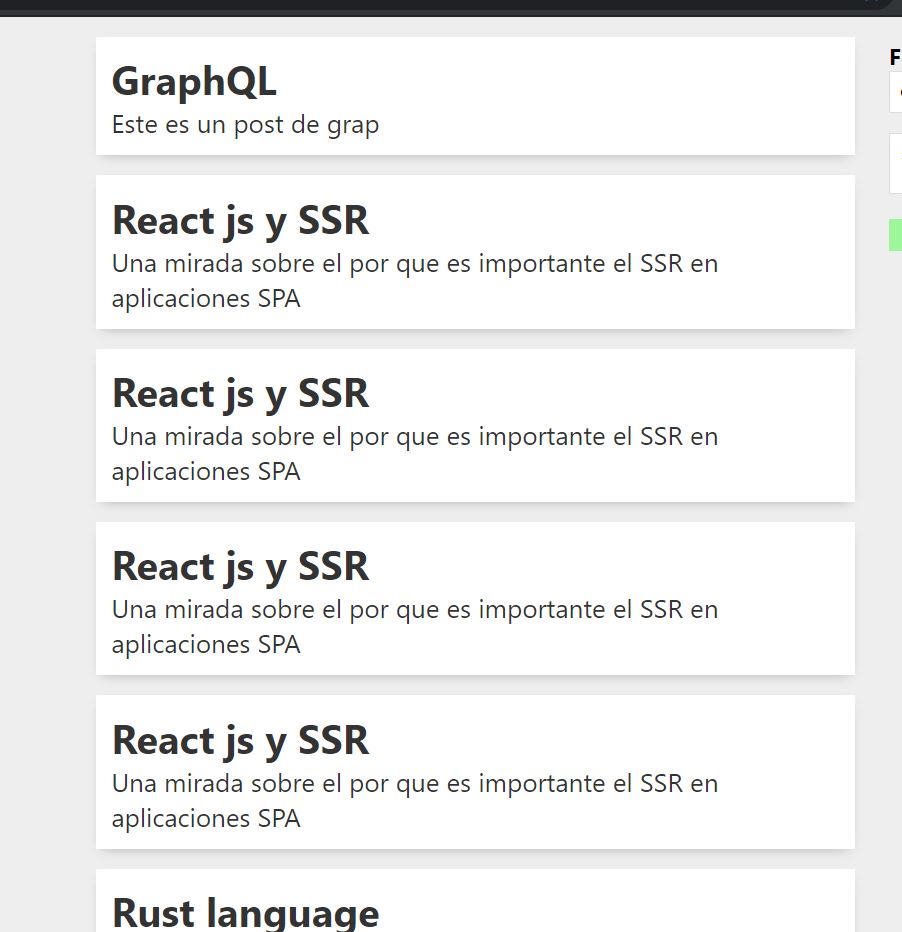 GraphQL
Este es un post de grap
React js y SSR
Una mirada sobre el por que es importante el SSR en
aplicaciones SPA
React js y SSR
Una mirada sobre el por que es importante el SSR en
aplicaciones SPA
React js y SSR
Una mirada sobre el por que es importante el SSR en
aplicaciones SPA
React js y SSR
Una mirada sobre el por que es importante el SSR en
aplicaciones SPA
Rust language